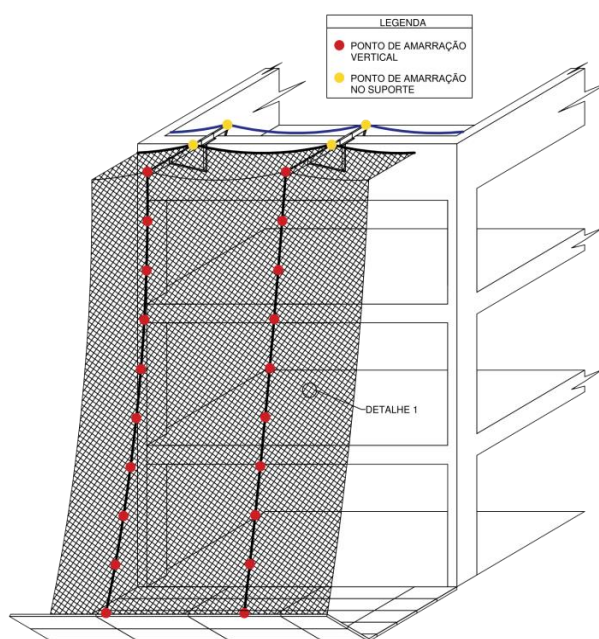 LEGENDA
PONTO DE AMARRAÇÃO
VERTICAL
PONTO DE AMARRAÇÃO
NO SUPORTE
DETALHE 1